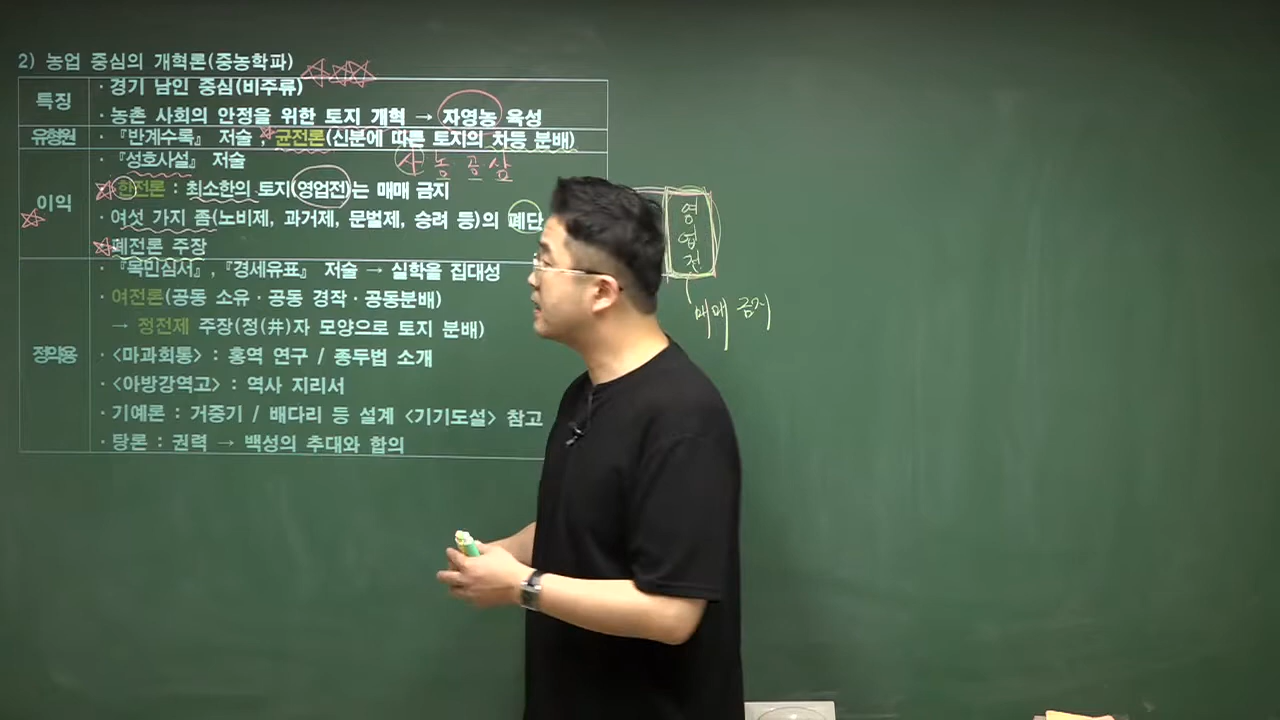 2) 농업 중심의 개혁론(중농학파)
특징
· 경기 남인 중심(비주류)
· 농촌 사회의 안정을 위한 토지 개혁 → 자영농 육성
유형원
· 『반계수록』 저술, 균전론(신분에 따른 토지의 차등 분배)
사 농 공 상
이익
· 『성호사설』 저술
· 한전론 : 최소한의 토지(영업전)는 매매 금지
· 여섯 가지 좀(노비제, 과거제, 문벌제, 승려 등)의 폐단
· 폐전론 주장
정약용
· 『목민심서』, 『경세유표』 저술 → 실학을 집대성
· 여전론(공동 소유·공동 경작·공동분배)
→ 정전제 주장(정(井)자 모양으로 토지 분배)
· <마과회통> : 홍역 연구 / 종두법 소개
· <아방강역고> : 역사 지리서
· 기예론 : 거중기 / 배다리 등 설계 <기기도설> 참고
· 탕론 : 권력 → 백성의 추대와 합의
영업전
매매 금지